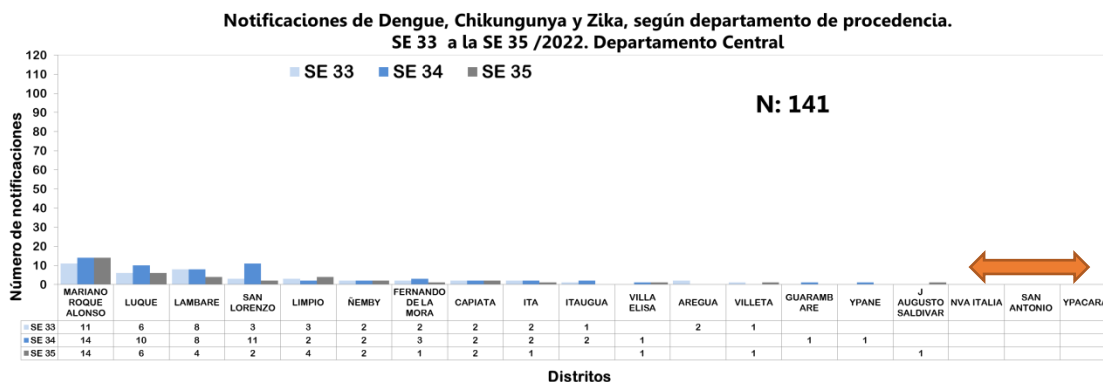 Notificaciones de Dengue, Chikungunya y Zika, según departamento de procedencia.
SE 33 a la SE 35 /2022. Departamento Central
Número de notificaciones
120
110
100
90
80
70
60
50
40
30
20
10
0
SE 33 SE 34 SE 35
N: 141
MARIANO ROQUE ALONSO LUQUE LAMBARE SAN LORENZO LIMPIO ÑEMBY FERNANDO DE LA MORA CAPIATA ITA ITAUGUA VILLA ELISA AREGUA VILLETA GUARAMBARE YPANE J AUGUSTO SALDIVAR NVA ITALIA SAN ANTONIO YPACARA
SE 33 11 6 8 3 3 2 2 2 2 1 2 1
SE 34 14 10 8 11 2 2 3 2 2 2 1 1 1
SE 35 14 6 4 2 4 2 1 2 1 1 1 1
Distritos